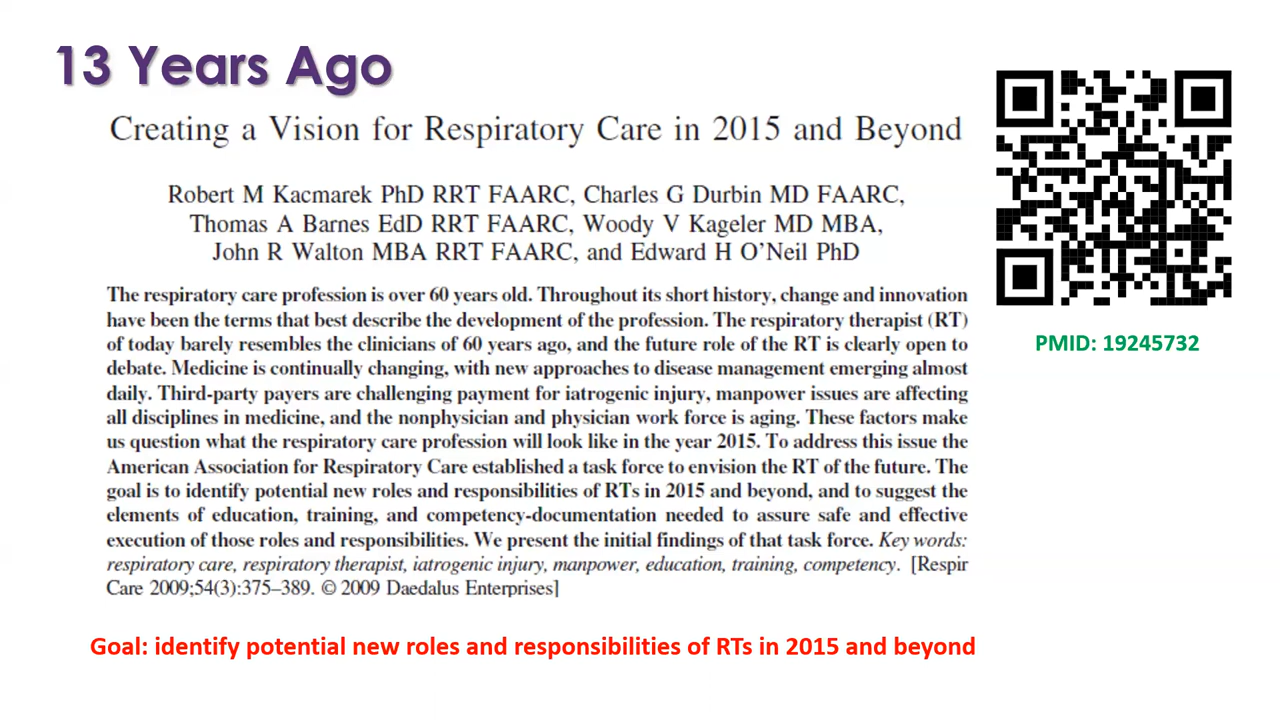 13 Years Ago
Creating a Vision for Respiratory Care in 2015 and Beyond
Robert M Kacmarek PhD RRT FAARC, Charles G Durbin MD FAARC,
Thomas A Barnes EdD RRT FAARC, Woody V Kageler MD MBA,
John R Walton MBA RRT FAARC, and Edward H O'Neil PhD
The respiratory care profession is over 60 years old. Throughout its short history, change and innovation
have been the terms that best describe the development of the profession. The respiratory therapist (RT)
of today barely resembles the clinicians of 60 years ago, and the future role of the RT is clearly open to
debate. Medicine is continually changing, with new approaches to disease management emerging almost
daily. Third-party payers are challenging payment for iatrogenic injury, manpower issues are affecting
all disciplines in medicine, and the nonphysician and physician work force is aging. These factors make
us question what the respiratory care profession will look like in the year 2015. To address this issue the
American Association for Respiratory Care established a task force to envision the RT of the future. The
goal is to identify potential new roles and responsibilities of RTs in 2015 and beyond, and to suggest the
elements of education, training, and competency-documentation needed to assure safe and effective
execution of those roles and responsibilities. We present the initial findings of that task force. Key words:
respiratory care, respiratory therapist, iatrogenic injury, manpower, education, training, competency. [Respir
Care 2009;54(3):375–389. © 2009 Daedalus Enterprises]
PMID: 19245732
Goal: identify potential new roles and responsibilities of RTs in 2015 and beyond